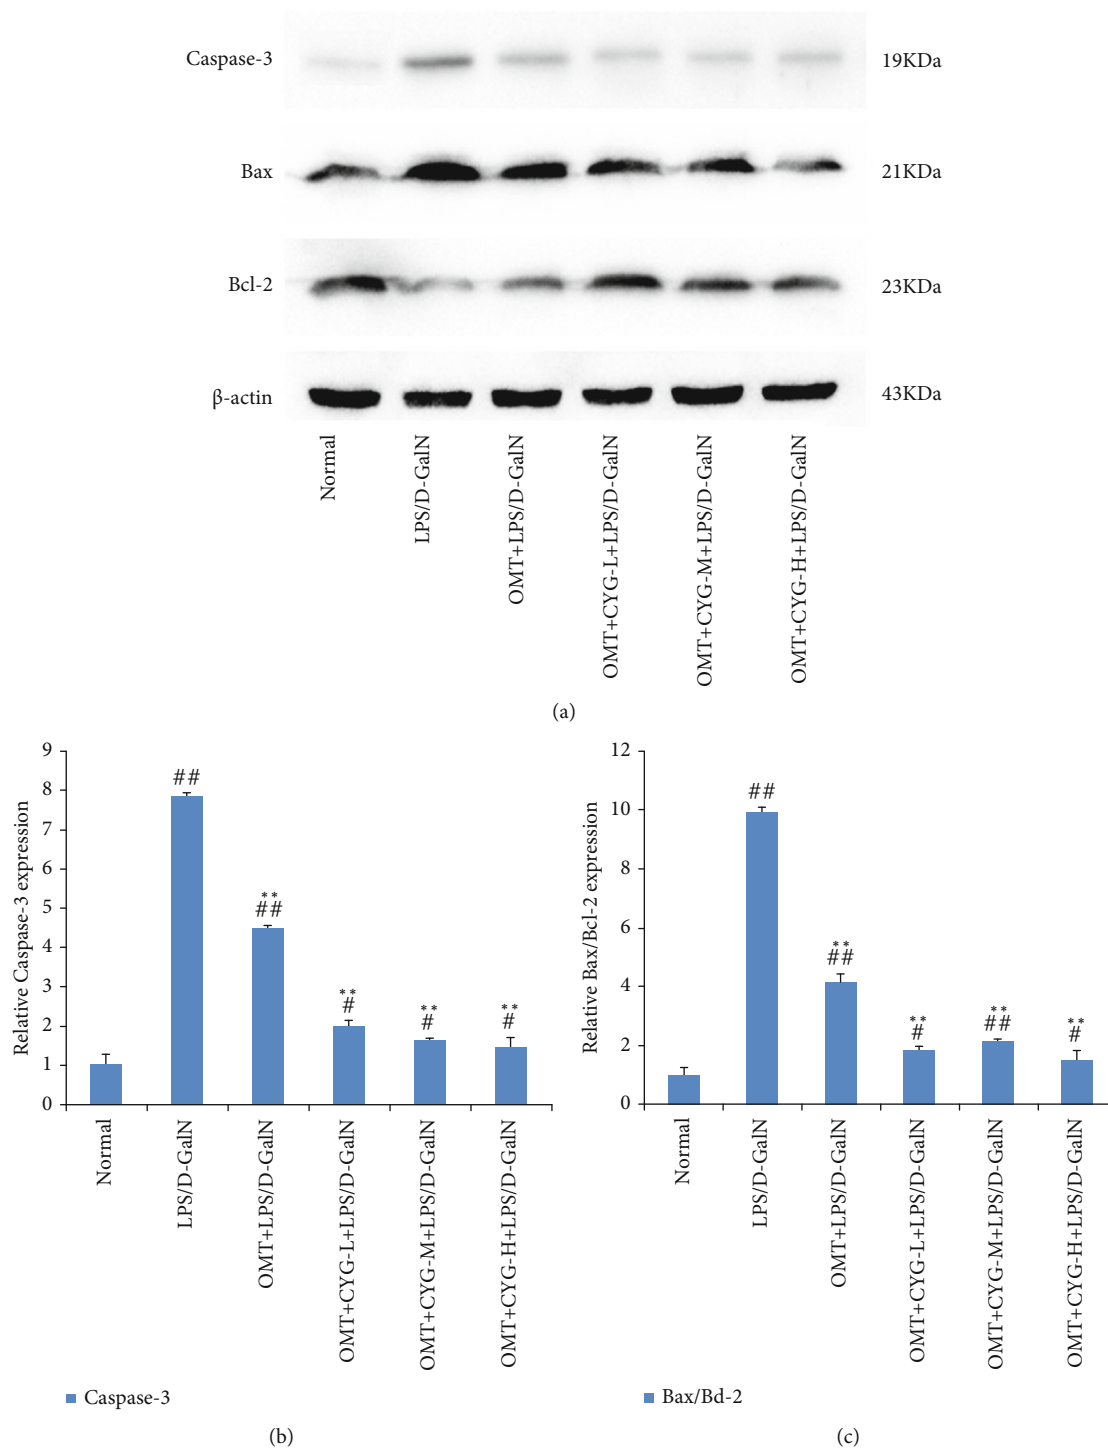 Caspase-3
19KDa
Bax
21KDa
Bcl-2
23KDa
β-actin
43KDa
Normal
LPS/D-GalN
OMT+LPS/D-GalN
OMT+CYG-L+LPS/D-GalN
OMT+CYG-M+LPS/D-GalN
OMT+CYG-H+LPS/D-GalN
(a)
Relative Caspase-3 expression
9
8
7
6
5
4
3
2
1
0
##
**
##
**
#
**
#
**
#
Normal
LPS/D-GalN
OMT+LPS/D-GalN
OMT+CYG-L+LPS/D-GalN
OMT+CYG-M+LPS/D-GalN
OMT+CYG-H+LPS/D-GalN
Caspase-3
(b)
Relative Bax/Bcl-2 expression
12
10
8
6
4
2
0
##
**
##
**
#
**
##
**
#
Normal
LPS/D-GalN
OMT+LPS/D-GalN
OMT+CYG-L+LPS/D-GalN
OMT+CYG-M+LPS/D-GalN
OMT+CYG-H+LPS/D-GalN
Bax/Bd-2
(c)